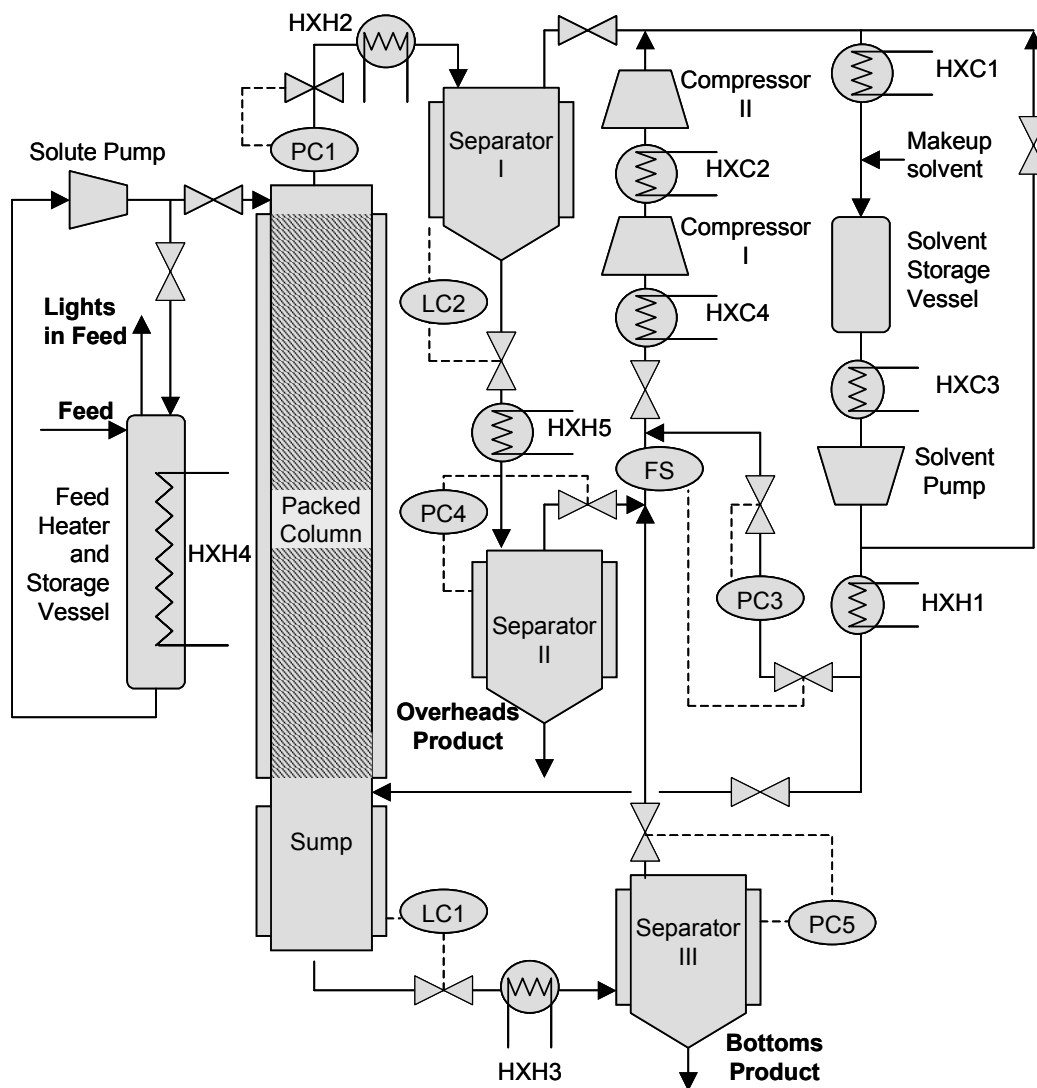 HXH2
HXC1
Compressor
II
Solute Pump
PC1
Separator
I
HXC2
Makeup
solvent
Compressor
I
Solvent
Storage
Vessel
LC2
HXC4
Lights
in Feed
HXC3
Feed
HXH5
FS
Solvent
Pump
PC4
Feed
Heater
and
Storage
Vessel
HXH4
Packed
Column
PC3
HXH1
Separator
II
Overheads
Product
Sump
LC1
Separator
III
PC5
HXH3
Bottoms
Product